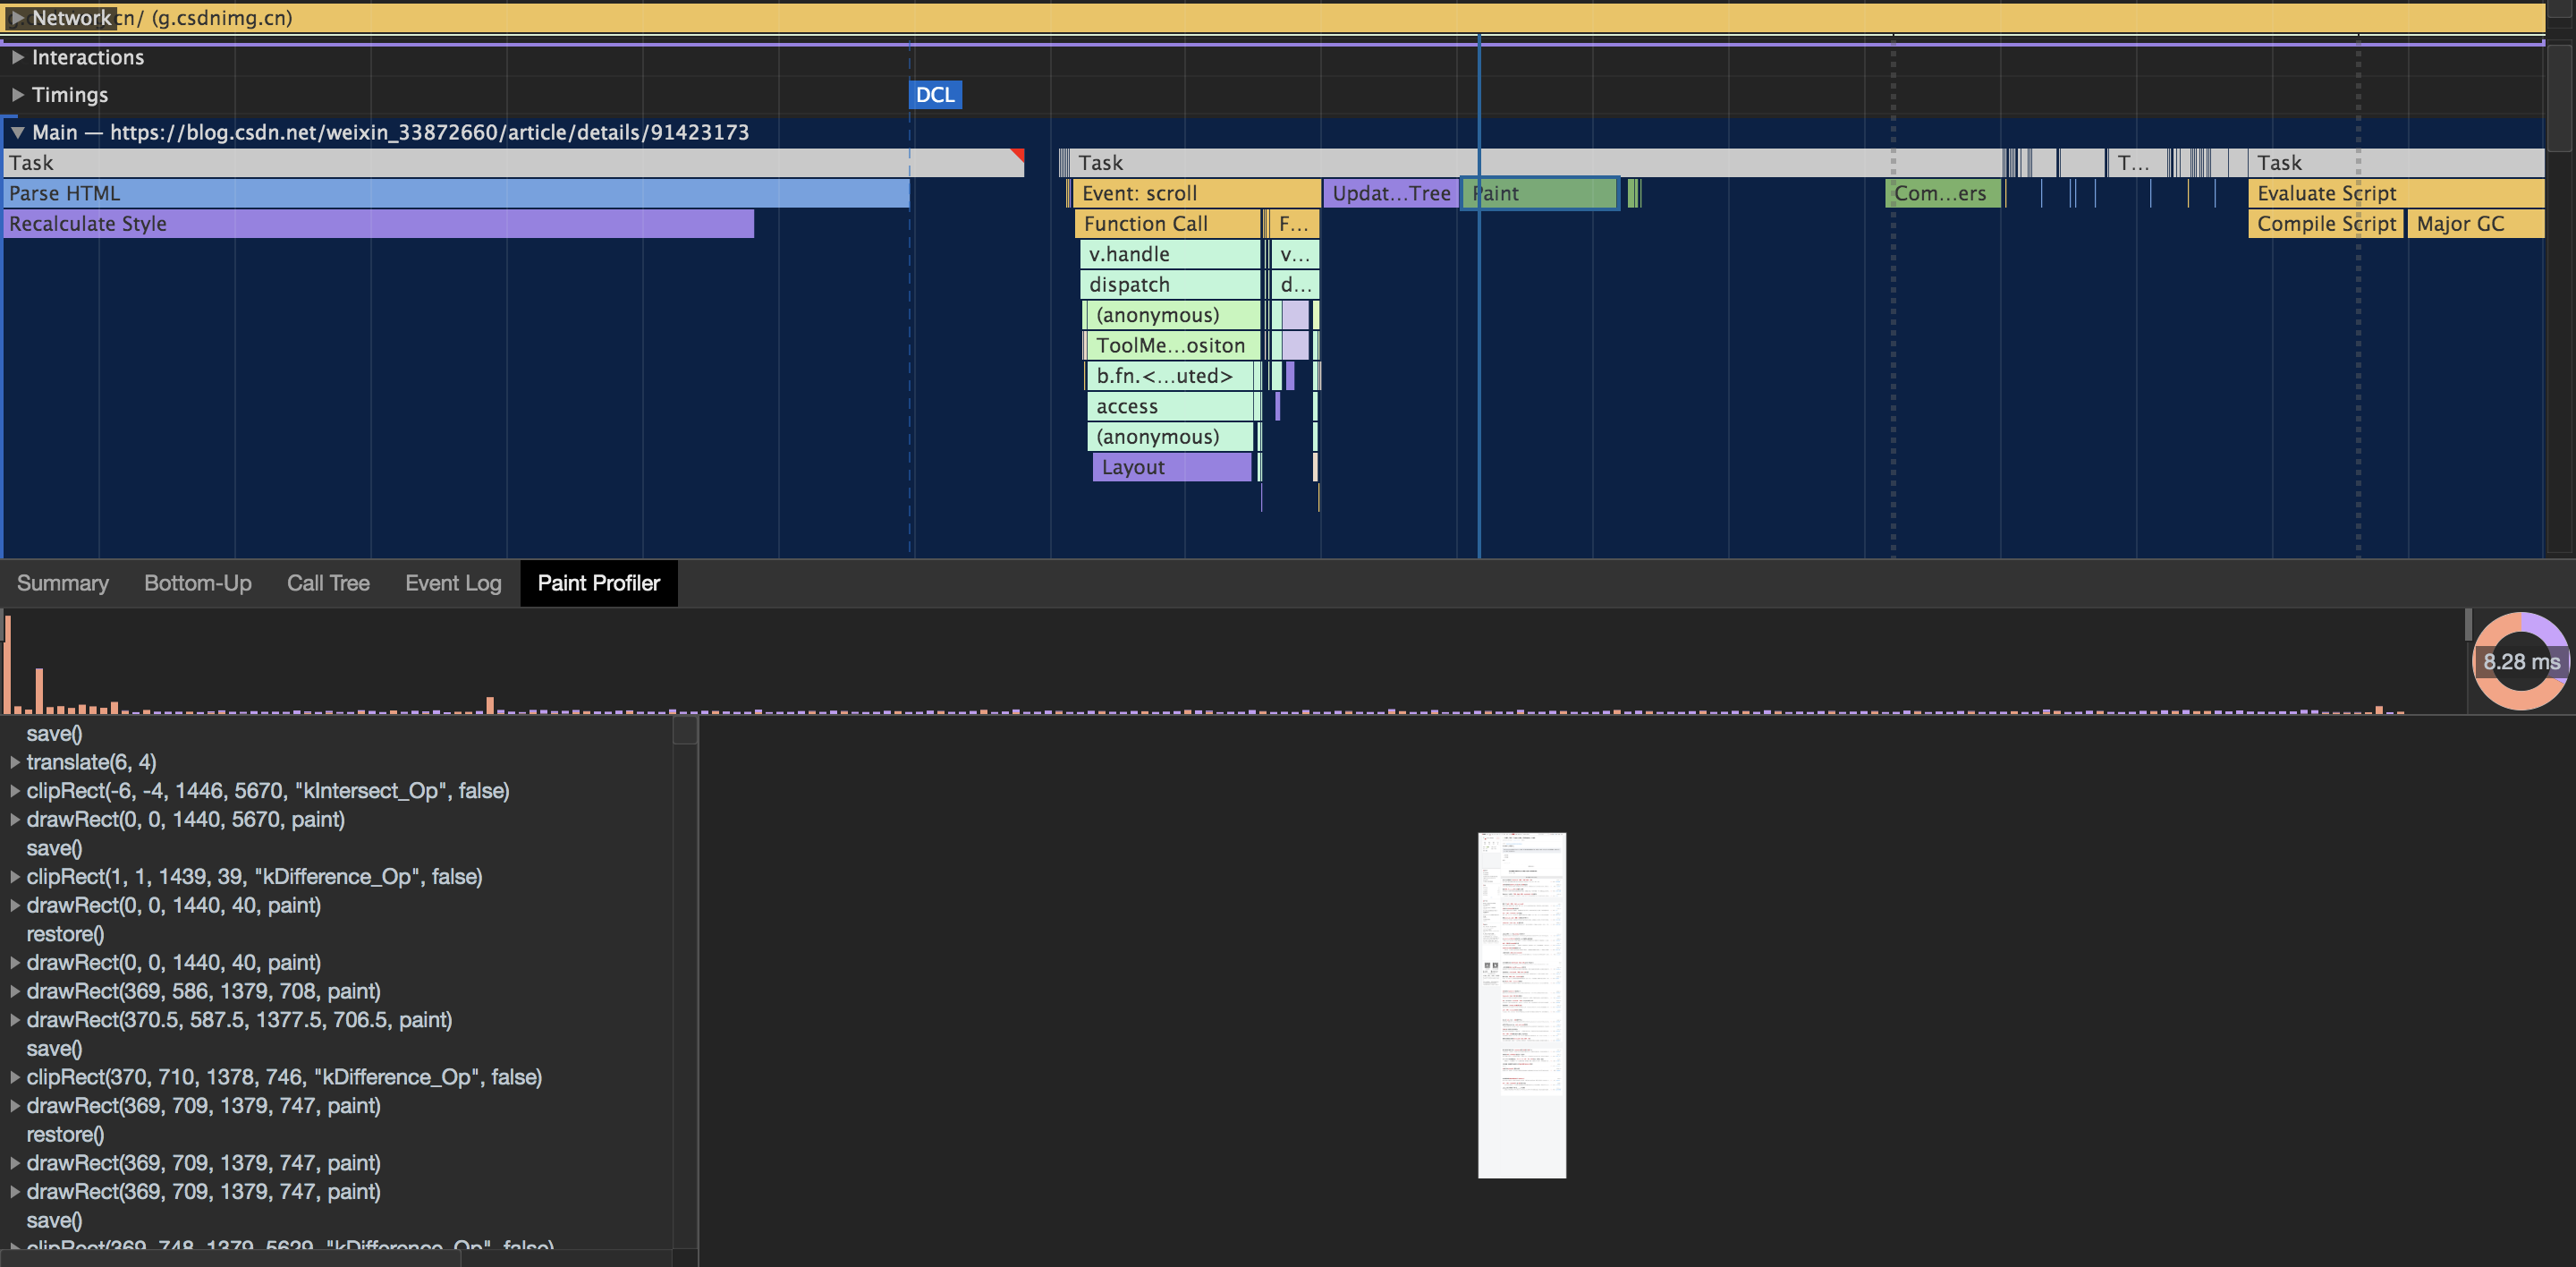 Network cn/ (g.csdnimg.cn)
Interactions
Timings
DCL
Main — https://blog.csdn.net/weixin_33872660/article/details/91423173
Task Task T... Task
Parse HTML Event: scroll Updat...Tree Paint Com...ers Evaluate Script
Recalculate Style Function Call F... Compile Script Major GC
v.handle v...
dispatch d...
(anonymous)
ToolMe...ositon
b.fn.<...uted>
access
(anonymous)
Layout
Summary Bottom-Up Call Tree Event Log Paint Profiler
8.28 ms
save()
translate(6, 4)
clipRect(-6, -4, 1446, 5670, "kIntersect_Op", false)
drawRect(0, 0, 1440, 5670, paint)
save()
clipRect(1, 1, 1439, 39, "kDifference_Op", false)
drawRect(0, 0, 1440, 40, paint)
restore()
drawRect(0, 0, 1440, 40, paint)
drawRect(369, 586, 1379, 708, paint)
drawRect(370.5, 587.5, 1377.5, 706.5, paint)
save()
clipRect(370, 710, 1378, 746, "kDifference_Op", false)
drawRect(369, 709, 1379, 747, paint)
restore()
drawRect(369, 709, 1379, 747, paint)
drawRect(369, 709, 1379, 747, paint)
save()
clipRect(369, 748, 1379, 5629, "kDifference_Op", false)